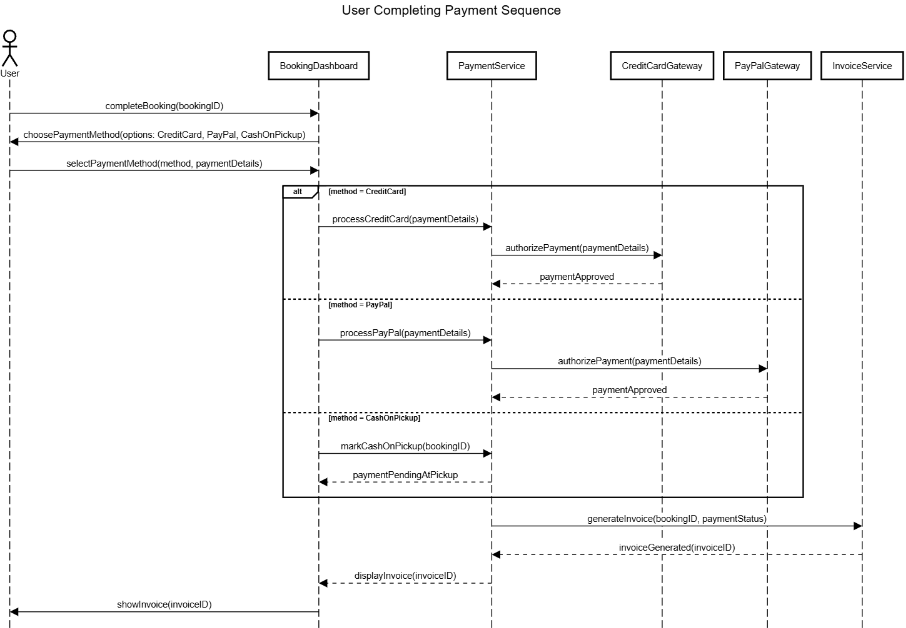 User Completing Payment Sequence
User
BookingDashboard
PaymentService
CreditCardGateway
PayPalGateway
InvoiceService
completeBooking(bookingID)
choosePaymentMethod(options: CreditCard, PayPal, CashOnPickup)
selectPaymentMethod(method, paymentDetails)
alt
[method = CreditCard]
processCreditCard(paymentDetails)
authorizePayment(paymentDetails)
paymentApproved
[method = PayPal]
processPayPal(paymentDetails)
authorizePayment(paymentDetails)
paymentApproved
[method = CashOnPickup]
markCashOnPickup(bookingID)
paymentPendingAtPickup
generateInvoice(bookingID, paymentStatus)
invoiceGenerated(invoiceID)
displayInvoice(invoiceID)
showInvoice(invoiceID)